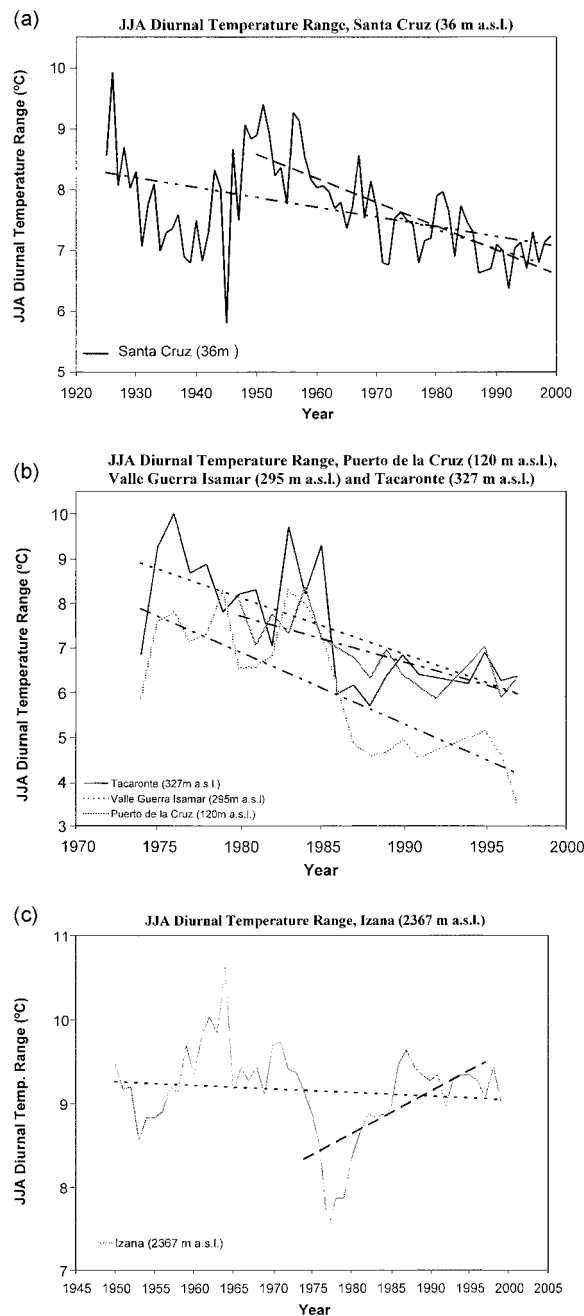 (a)
JJA Diurnal Temperature Range, Santa Cruz (36 m a.s.l.)
JJA Diurnal Temperature Range (ºC)
10
9
8
7
6
5
Santa Cruz (36m )
1920 1930 1940 1950 1960 1970 1980 1990 2000
Year
(b)
JJA Diurnal Temperature Range, Puerto de la Cruz (120 m a.s.l.),
Valle Guerra Isamar (295 m a.s.l.) and Tacaronte (327 m a.s.l.)
JJA Diurnal Temperature Range (ºC)
10
9
8
7
6
5
4
3
Tacaronte (327m a.s.l.)
Valle Guerra Isamar (295m a.s.l)
Puerto de la Cruz (120m a.s.l.)
1970 1975 1980 1985 1990 1995 2000
Year
(c)
JJA Diurnal Temperature Range, Izana (2367 m a.s.l.)
JJA Diurnal Temp. Range (ºC)
11
10
9
8
7
Izana (2367 m a.s.l.)
1945 1950 1955 1960 1965 1970 1975 1980 1985 1990 1995 2000 2005
Year